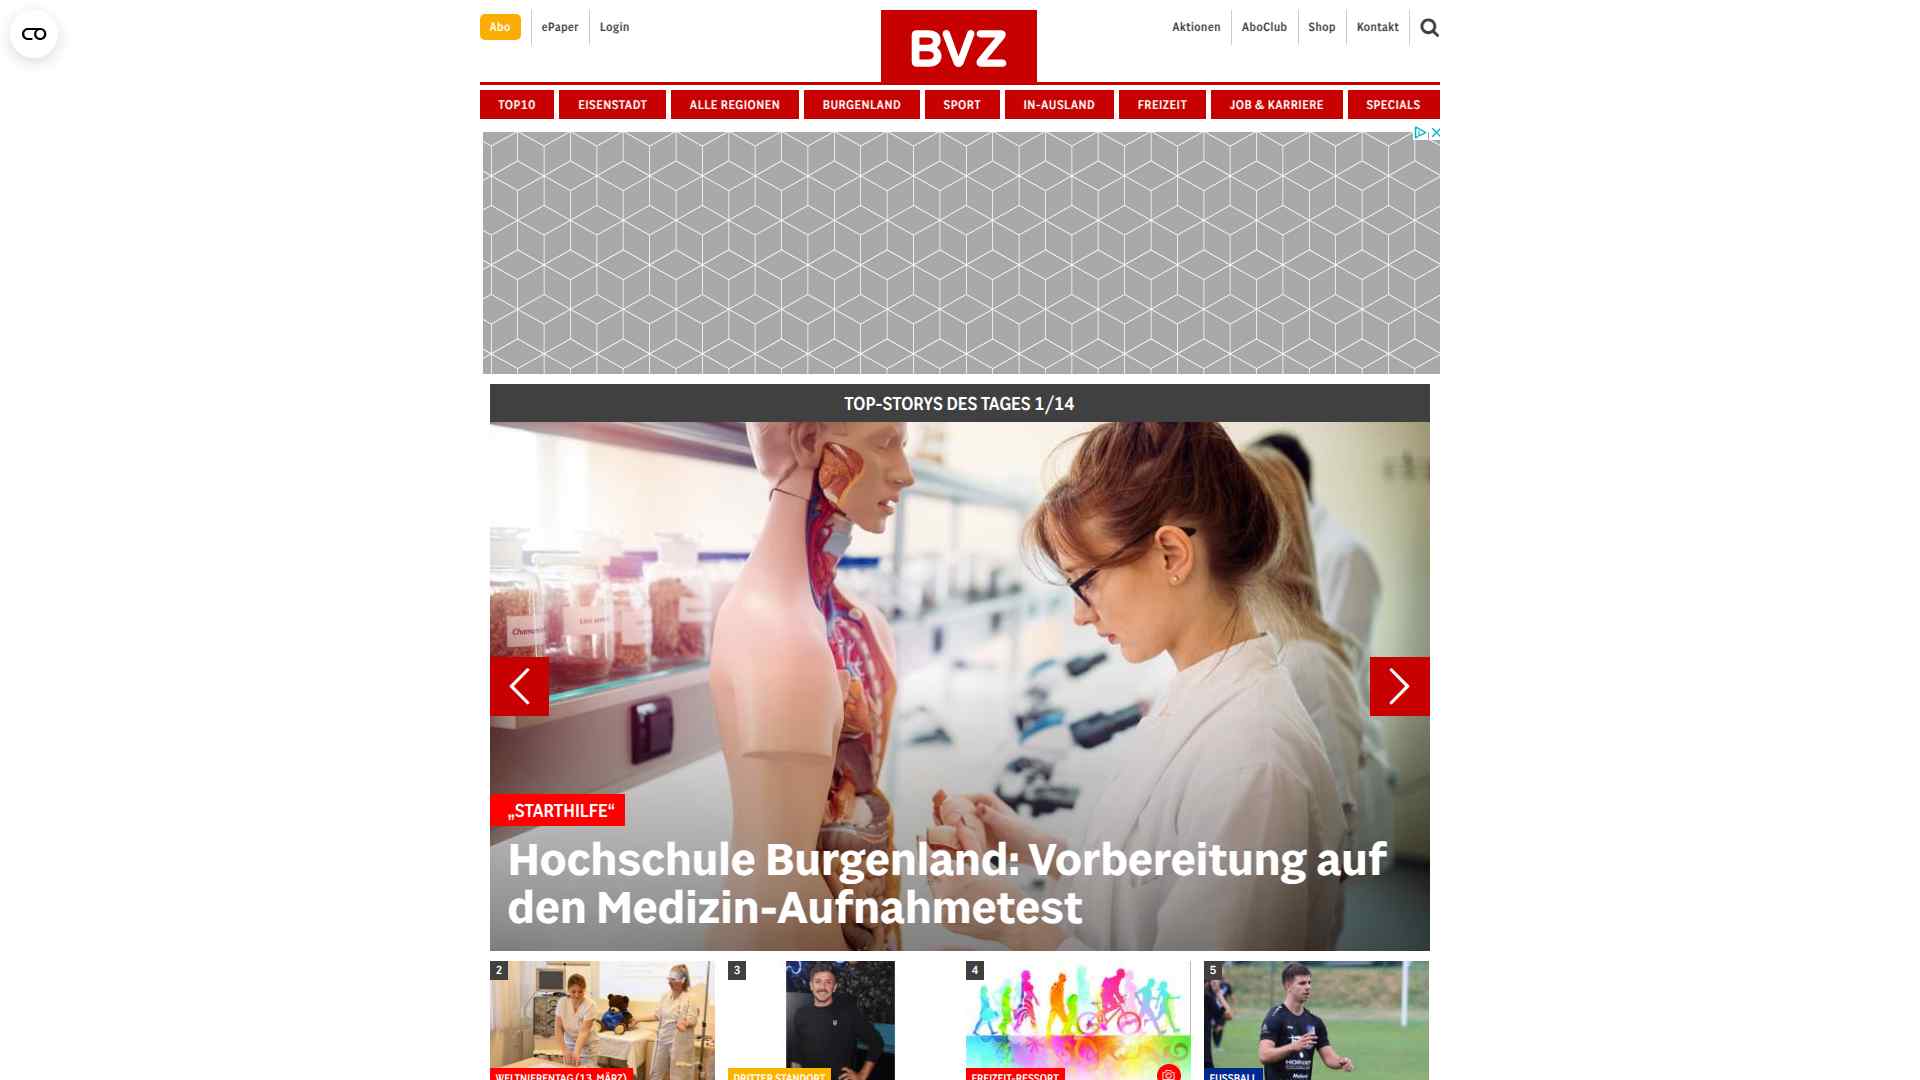 Abo
ePaper
Login
BVZ
Aktionen
AboClub
Shop
Kontakt
TOP10
EISENSTADT
ALLE REGIONEN
BURGENLAND
SPORT
IN-AUSLAND
FREIZEIT
JOB & KARRIERE
SPECIALS
TOP-STORYS DES TAGES 1/14
„STARTHILFE“
Hochschule Burgenland: Vorbereitung auf
den Medizin-Aufnahmetest
2
3
4
5
WELTNIERENTAG (13. MÄRZ)
DRITTER STANDORT
FREIZEIT-RESSORT
FUSSBALL